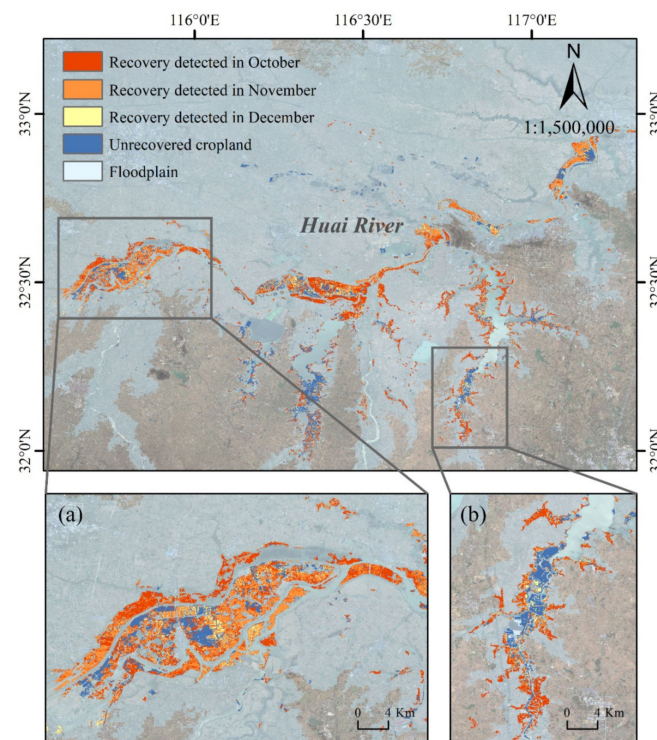 116°0'E 116°30'E 117°0'E
Recovery detected in October
Recovery detected in November
Recovery detected in December
Unrecovered cropland
Floodplain
N
1:1,500,000
33°0'N
33°0'N
Huai River
32°30'N
32°30'N
32°0'N
32°0'N
(a)
0 4 Km
(b)
0 4 Km